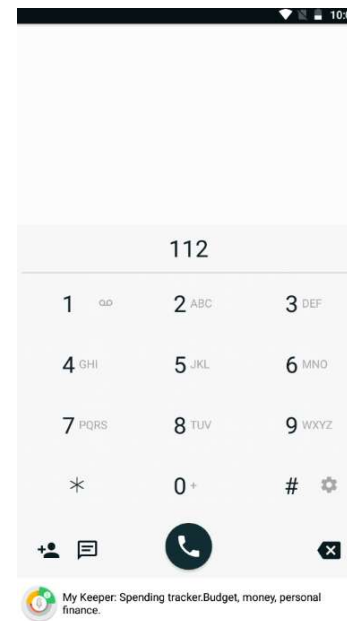 10:
112
1
2 ABC
3 DEF
4 GHI
5 JKL
6 MNO
7 PQRS
8 TUV
9 WXYZ
*
0 +
#
My Keeper: Spending tracker.Budget, money, personal
finance.